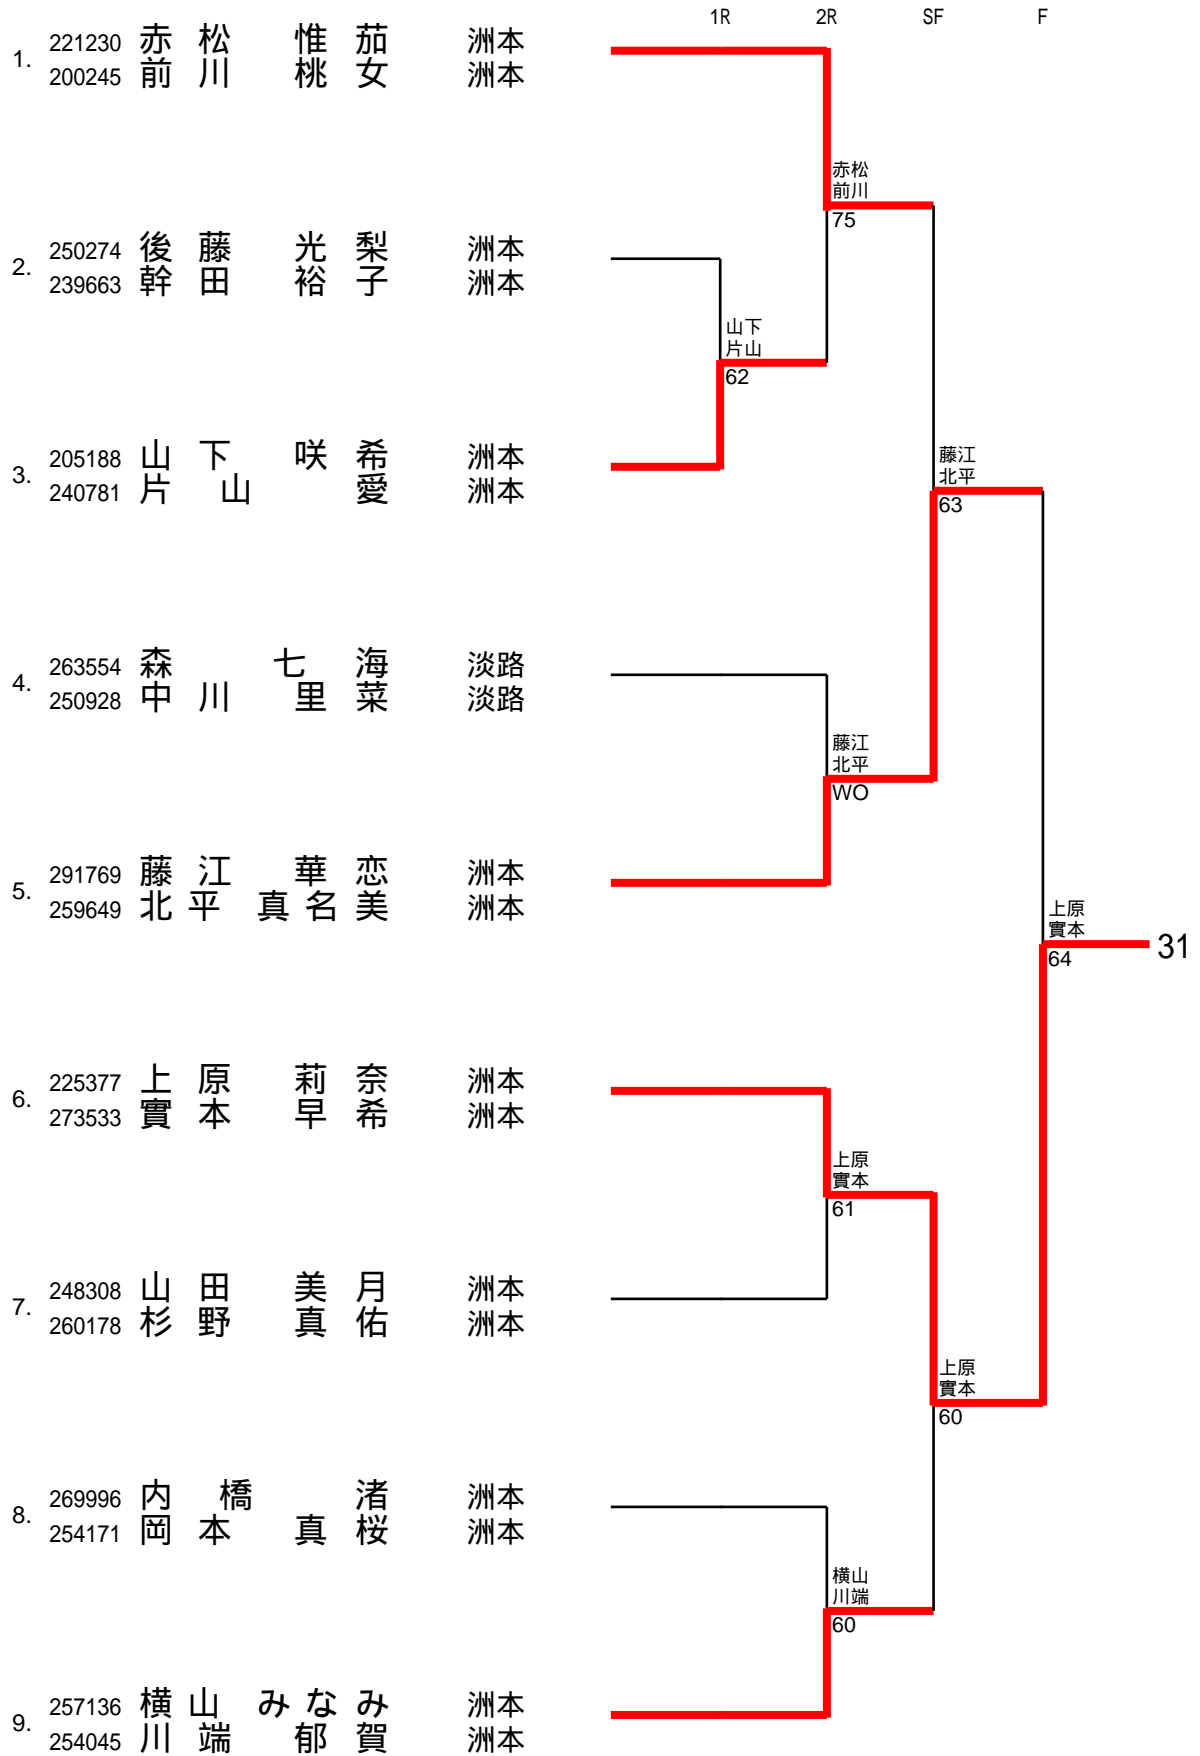 1R 2R SF F
1. 221230 赤松 惟茄 洲本
200245 前川 桃女 洲本
赤松
前川
75
2. 250274 後藤 光梨 洲本
239663 幹田 裕子 洲本
山下
片山
62
3. 205188 山下 咲希 洲本
240781 片山 愛 洲本
藤江
北平
63
4. 263554 森 七海 淡路
250928 中川 里菜 淡路
藤江
北平
WO
5. 291769 藤江 華恋 洲本
259649 北平 真名美 洲本
上原
實本
64
31
6. 225377 上原 莉奈 洲本
273533 實本 早希 洲本
上原
實本
61
7. 248308 山田 美月 洲本
260178 杉野 真佑 洲本
上原
實本
60
8. 269996 内橋 渚 洲本
254171 岡本 真桜 洲本
横山
川端
60
9. 257136 横山 みなみ 洲本
254045 川端 郁賀 洲本